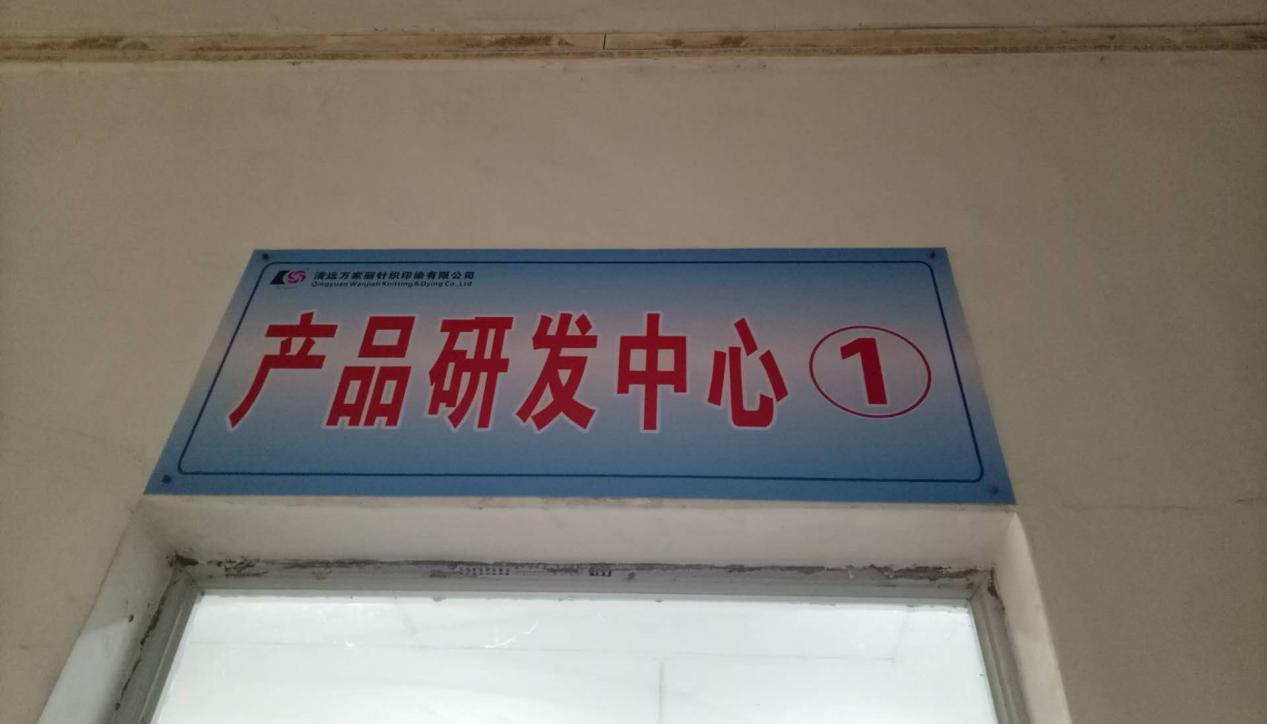 清远万家丽针织印染有限公司
Qingyuan Wanjiali Knitting & Dying Co.,Ltd
产品研发中心①